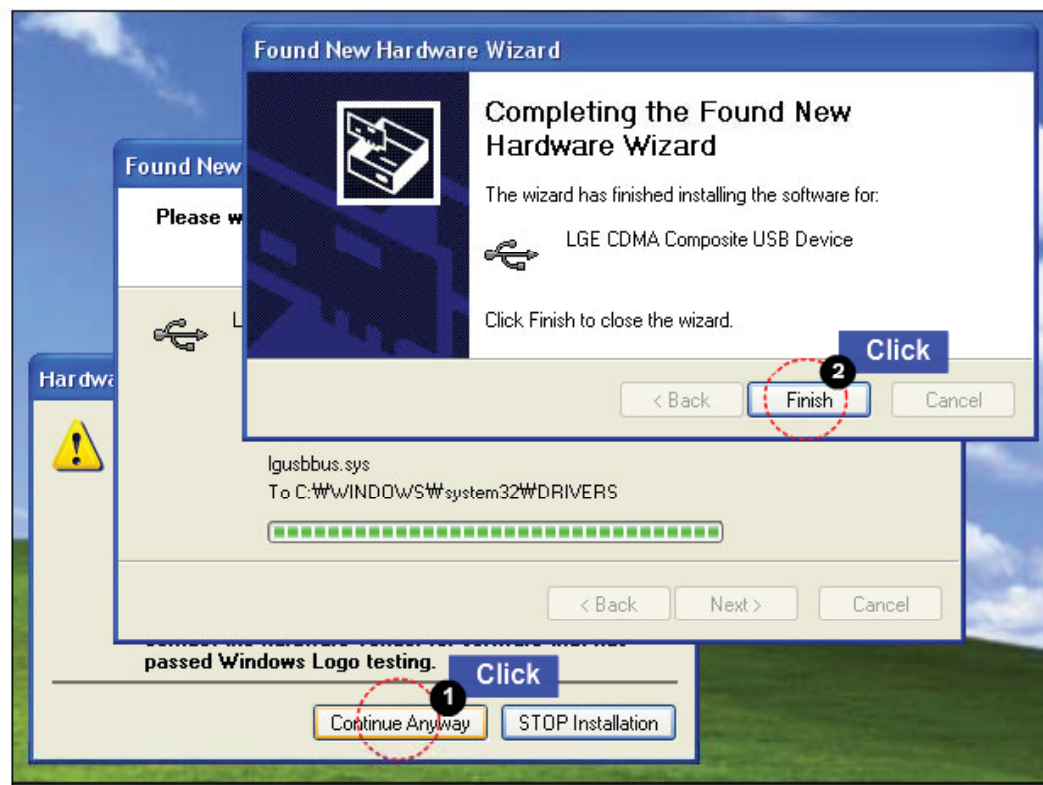 Found New Hardware Wizard
Completing the Found New
Hardware Wizard
The wizard has finished installing the software for:
LGE CDMA Composite USB Device
Click Finish to close the wizard.
Click
2
< Back
Finish
Cancel
Found New
Please w
L
lgusbbus.sys
To C:₩WINDOWS₩system32₩DRIVERS
< Back
Next >
Cancel
Hardwa
passed Windows Logo testing.
Click
1
Continue Anyway
STOP Installation